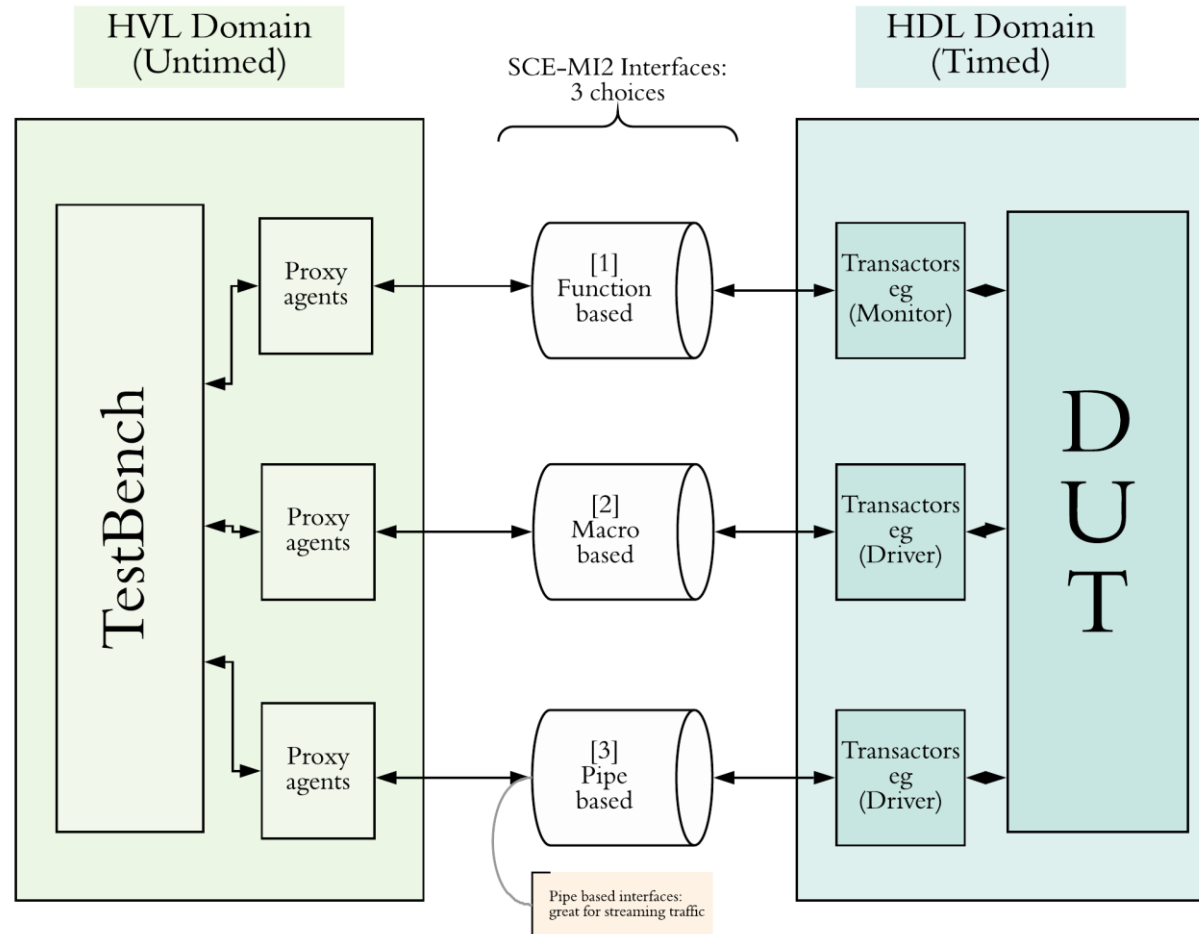 HVL Domain
(Untimed)
SCE-MI2 Interfaces:
3 choices
HDL Domain
(Timed)
TestBench
Proxy
agents
[1]
Function
based
Transactors
eg
(Monitor)
Proxy
agents
[2]
Macro
based
Transactors
eg
(Driver)
Proxy
agents
[3]
Pipe
based
Transactors
eg
(Driver)
D
U
T
Pipe based interfaces:
great for streaming traffic